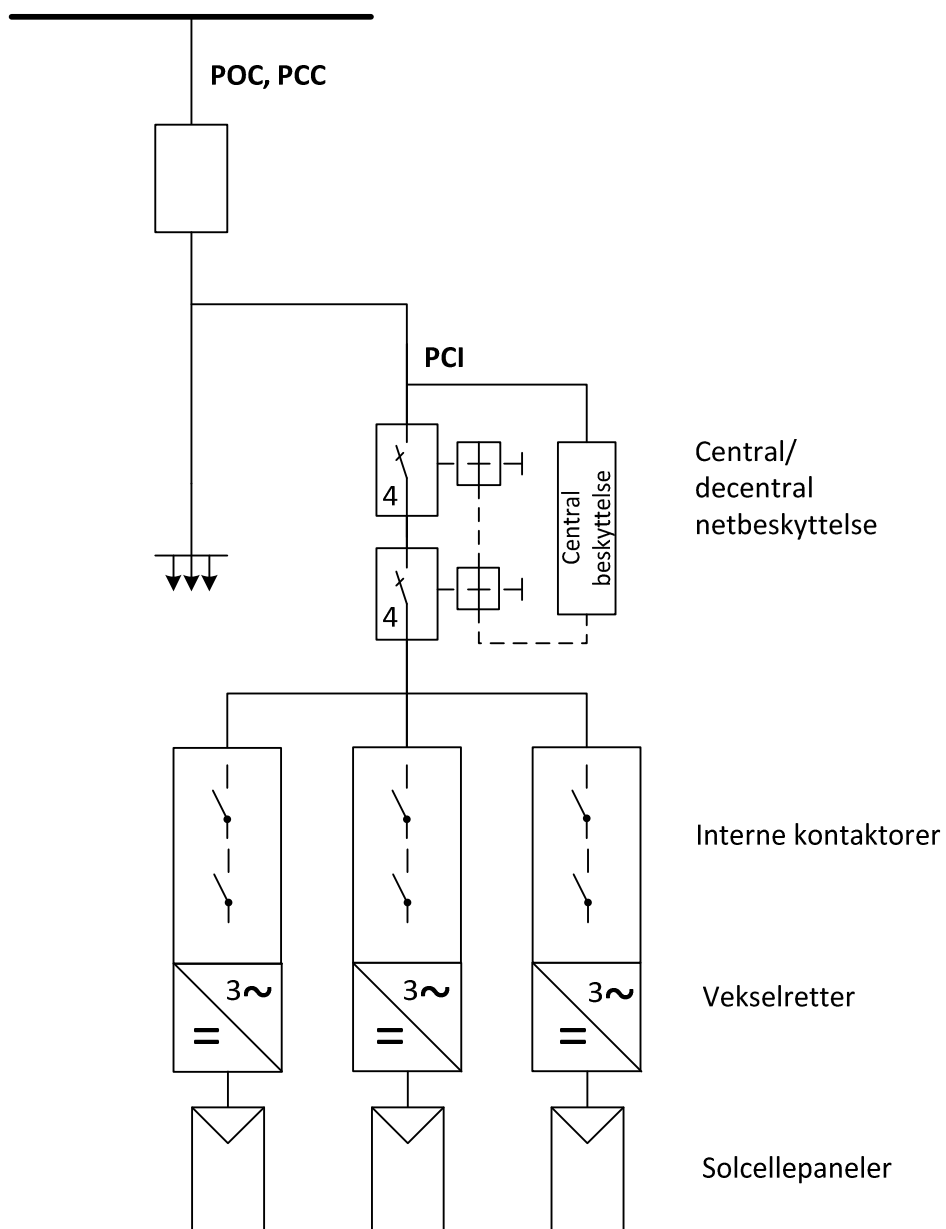 POC, PCC
PCI
4
4
Central
beskyttelse
Central/
decentral
netbeskyttelse
Interne kontaktorer
3~
=
3~
=
3~
=
Vekselretter
Solcellepaneler